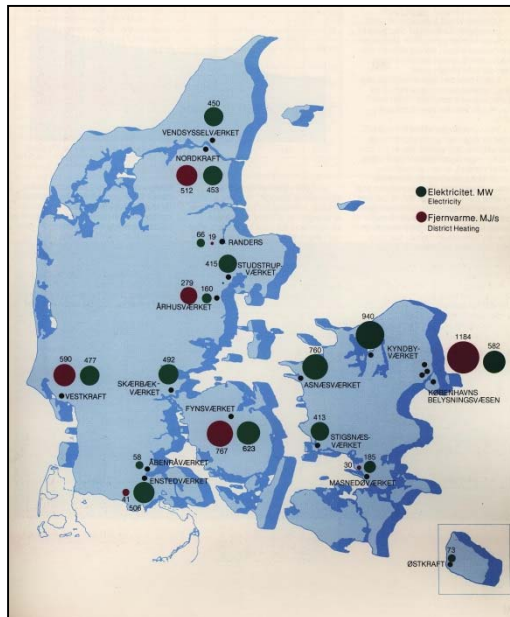 450
VENDSYSSELVÆRKET
NORDKRAFT
512
453
Elektricitet. MW
Electricity
Fjernvarme. MJ/s
District Heating
66
19
RANDERS
415
STUDSTRUP-
VÆRKET
279
160
ÅRHUSVÆRKET
940
KYNDBY-
VÆRKET
1184
582
760
ASNÆSVÆRKET
KØBENHAVNS
BELYSNINGSVÆSEN
590
477
VESTKRAFT
492
SKÆRBÆK-
VÆRKET
FYNSVÆRKET
767
623
413
STIGSNÆS-
VÆRKET
30
185
MASNEDØVÆRKET
58
ÅBENRÅVÆRKET
ENSTEDVÆRKET
41
506
73
ØSTKRAFT